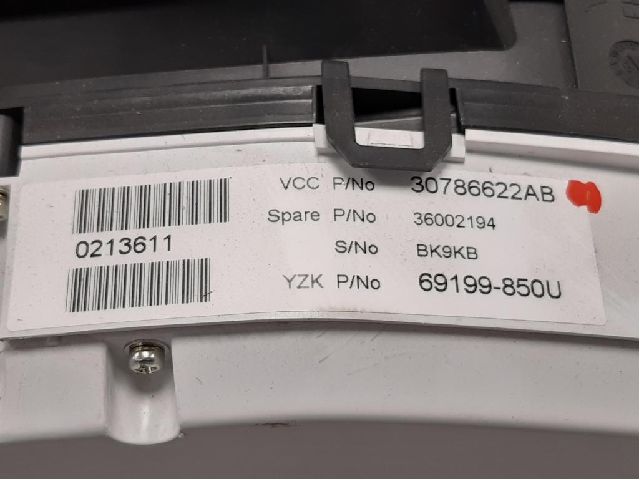 VCC P/No 30786622AB
Spare P/No 36002194
0213611
S/No BK9KB
YZK P/No 69199-850U